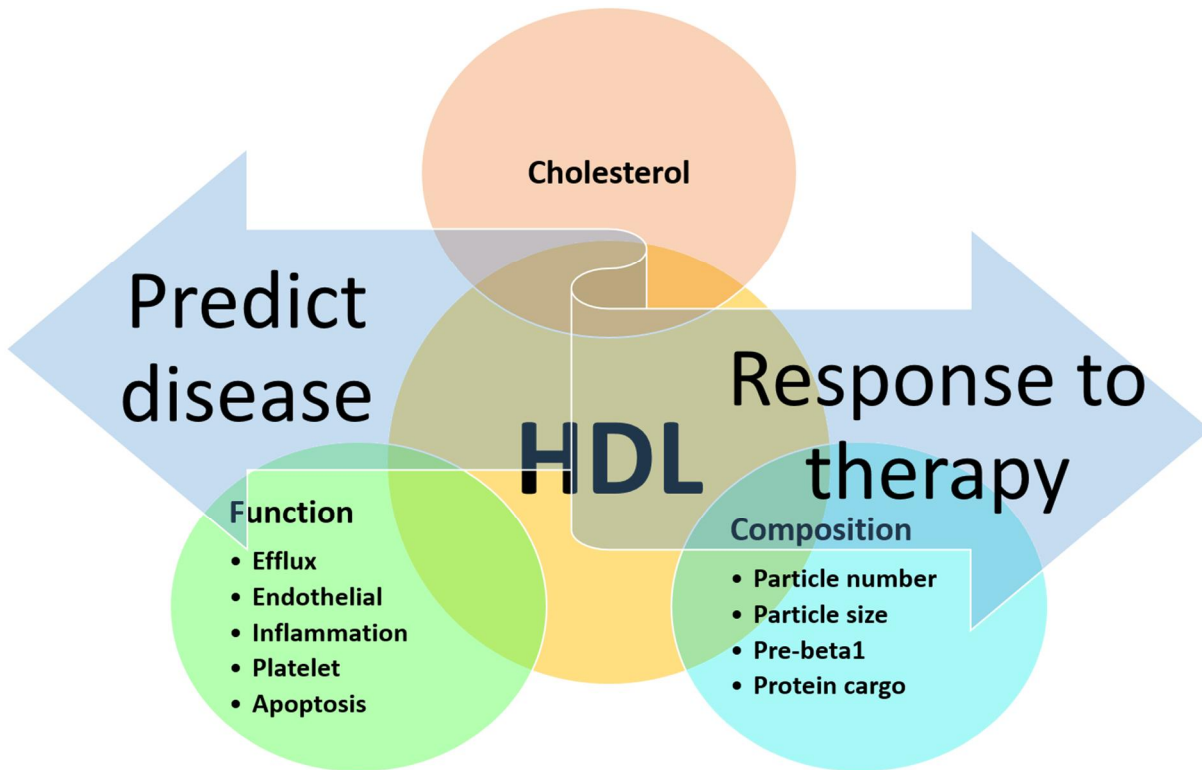 Cholesterol
Predict
disease
HDL
Response to
therapy
Function
• Efflux
• Endothelial
• Inflammation
• Platelet
• Apoptosis
Composition
• Particle number
• Particle size
• Pre-beta1
• Protein cargo